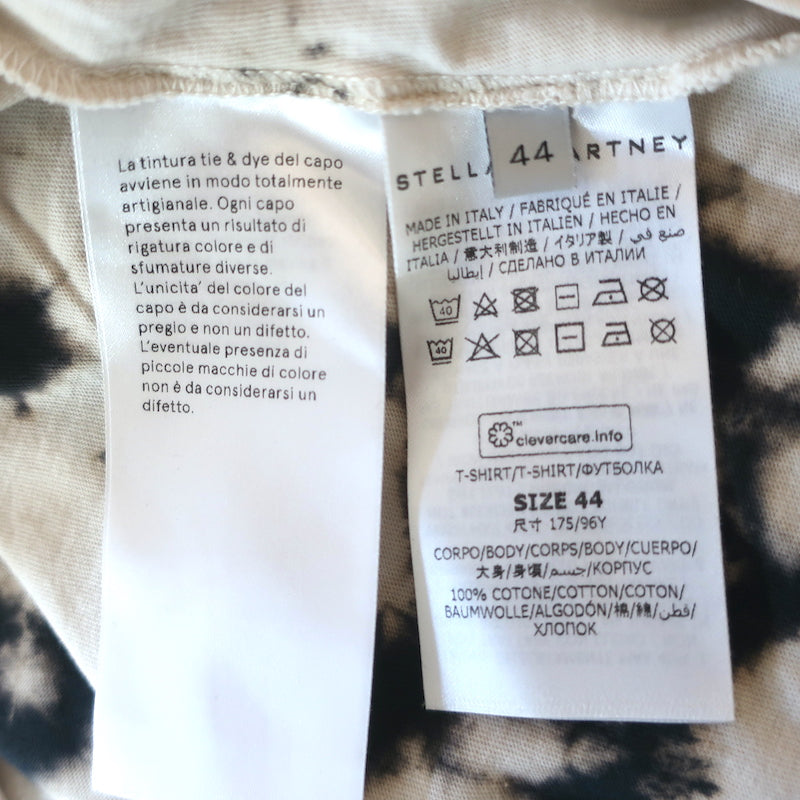 La tintura tie & dye del capo
avviene in modo totalmente
artigianale. Ogni capo
presenta un risultato di
rigatura colore e di
sfumature diverse.
L'unicita' del colore del
capo è da considerarsi un
pregio e non un difetto.
L'eventuale presenza di
piccole macchie di colore
non è da considerarsi un
difetto.
44
STELL ARTNEY
MADE IN ITALY / FABRIQUÉ EN ITALIE /
HERGESTELLT IN ITALIEN / HECHO EN
ITALIA / 意大利制造 / イタリア製 / صنع في
إيطاليا / СДЕЛАНО В ИТАЛИИ
40
40
clevercare.info™
T-SHIRT/T-SHIRT/ФУТБОЛКА
SIZE 44
尺寸 175/96Y
CORPO/BODY/CORPS/BODY/CUERPO/
大身/身頃/جسم/КОРПУС
100% COTONE/COTTON/COTON/
BAUMWOLLE/ALGODÓN/棉/綿/قطن/
ХЛОПОК